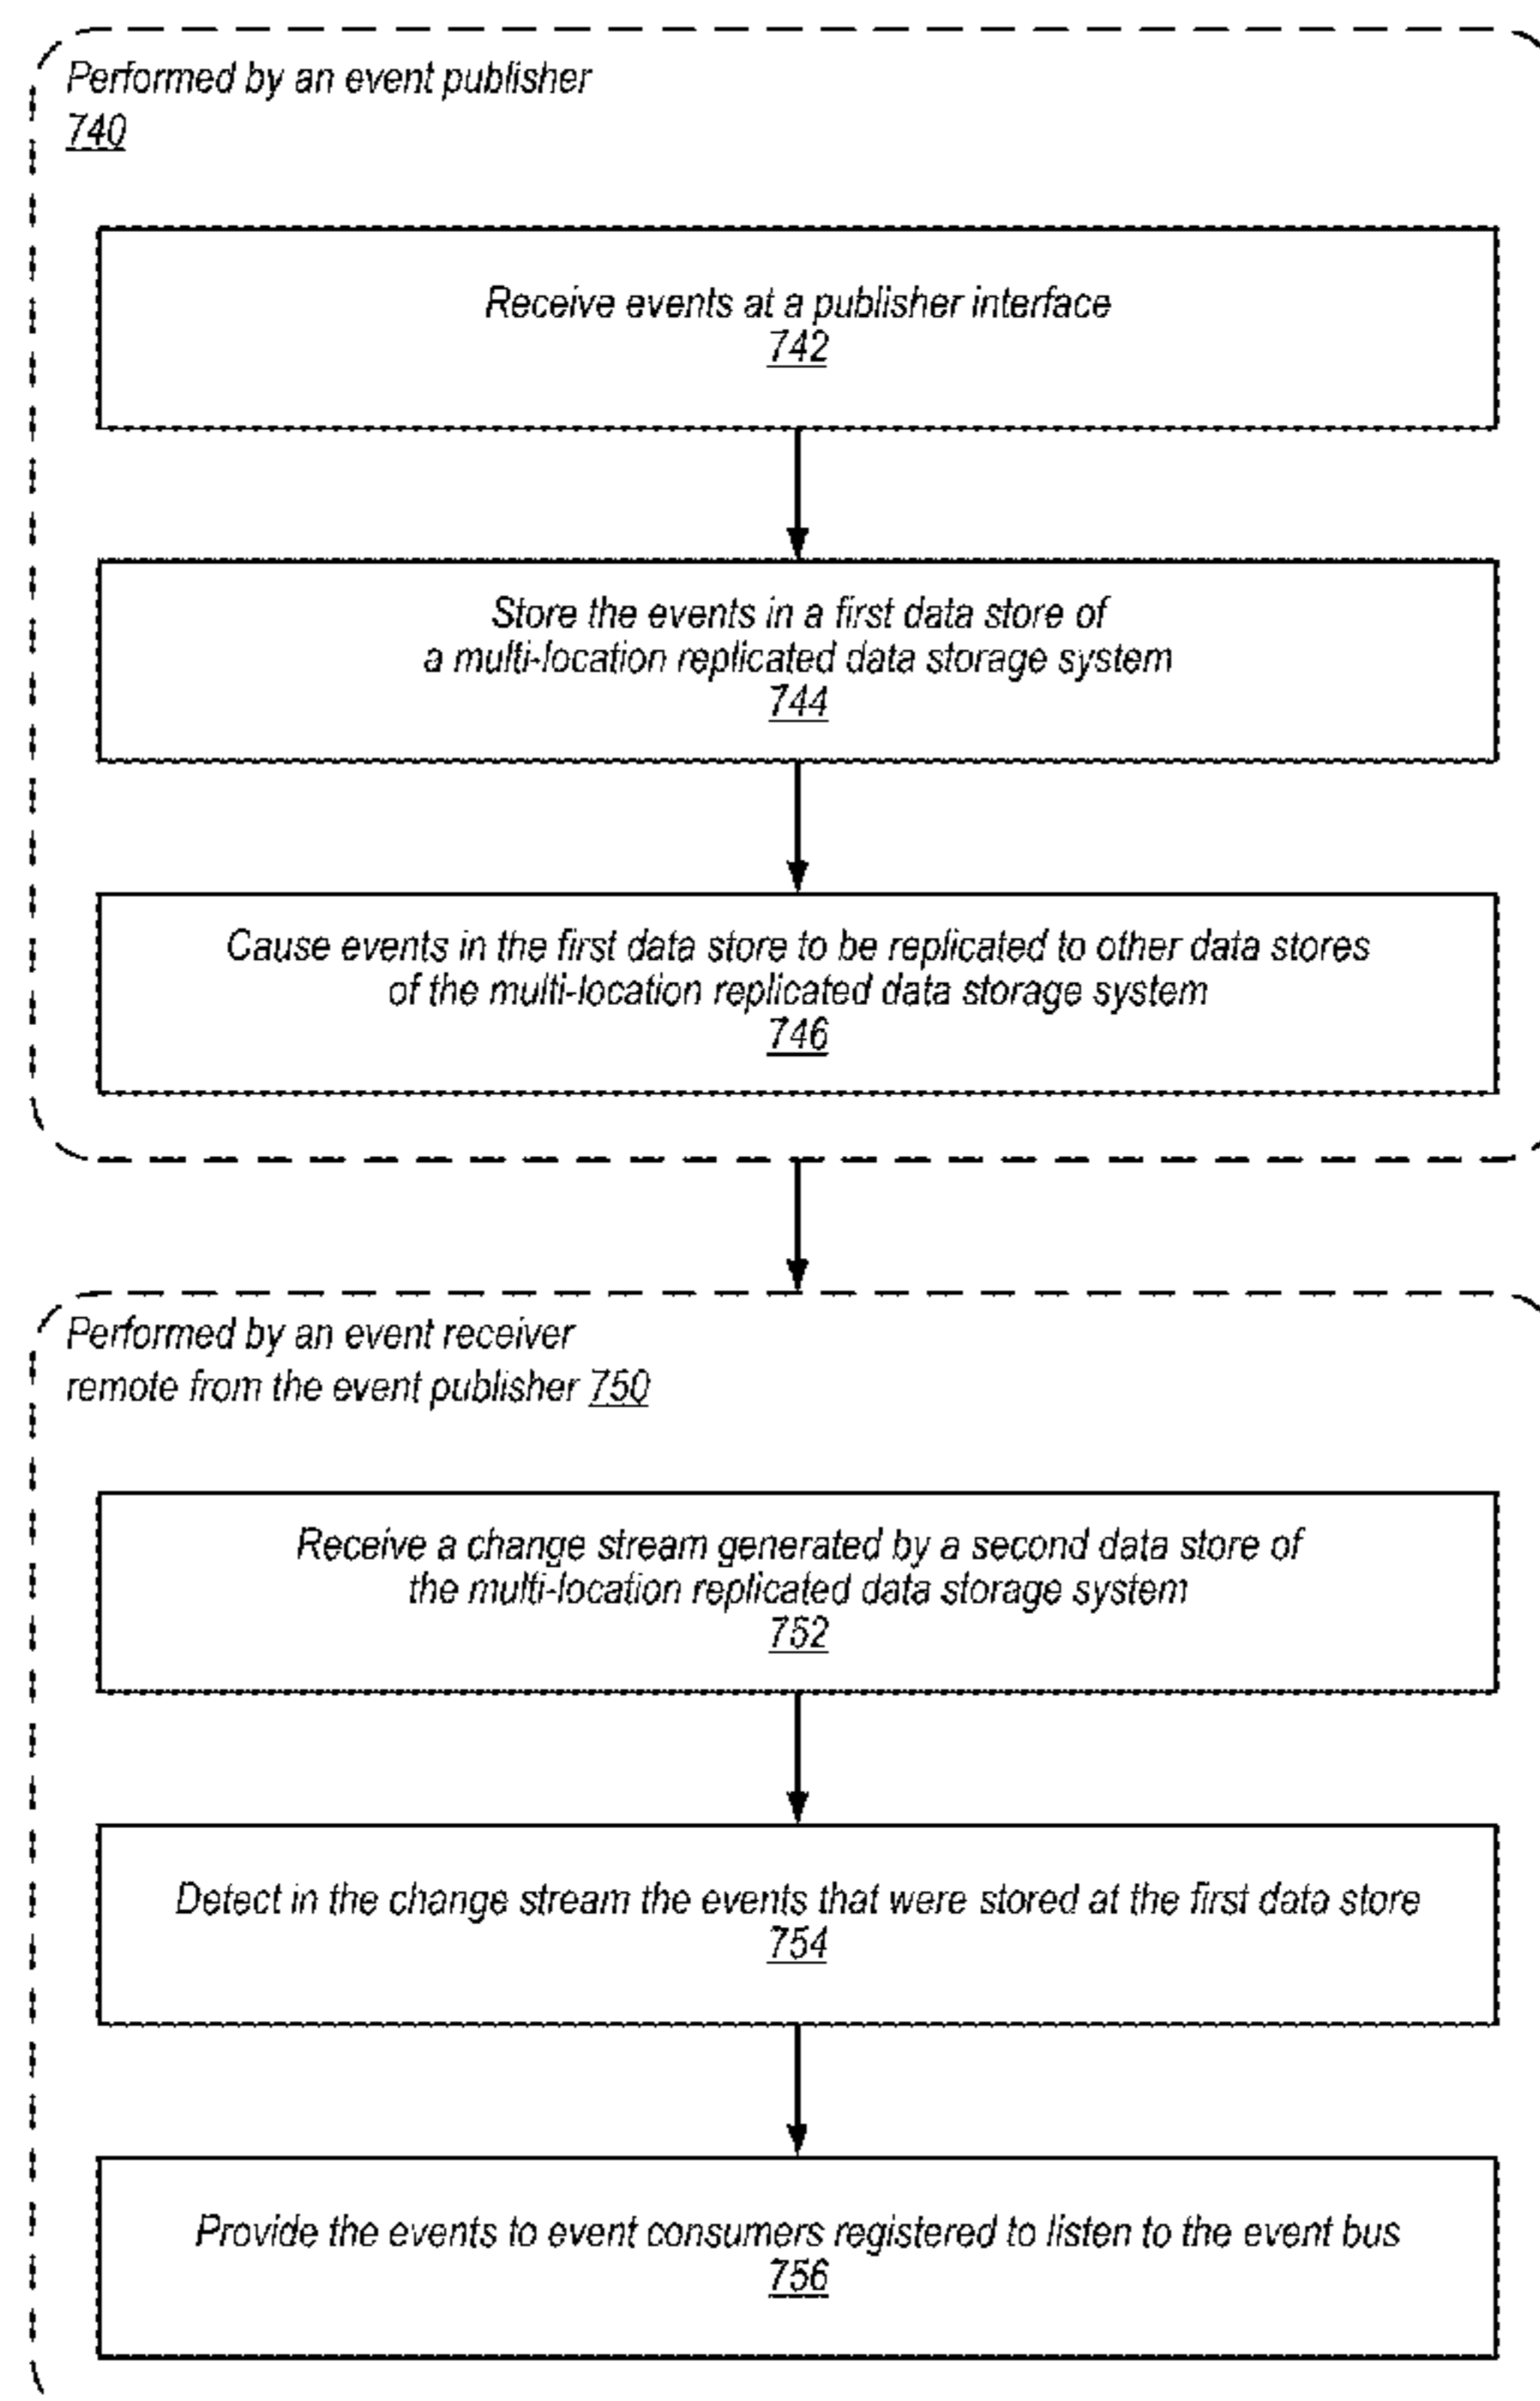 Performed by an event publisher
740
Receive events at a publisher interface
742
Store the events in a first data store of
a multi-location replicated data storage system
744
Cause events in the first data store to be replicated to other data stores
of the multi-location replicated data storage system
746
Performed by an event receiver
remote from the event publisher 750
Receive a change stream generated by a second data store of
the multi-location replicated data storage system
752
Detect in the change stream the events that were stored at the first data store
754
Provide the events to event consumers registered to listen to the event bus
756